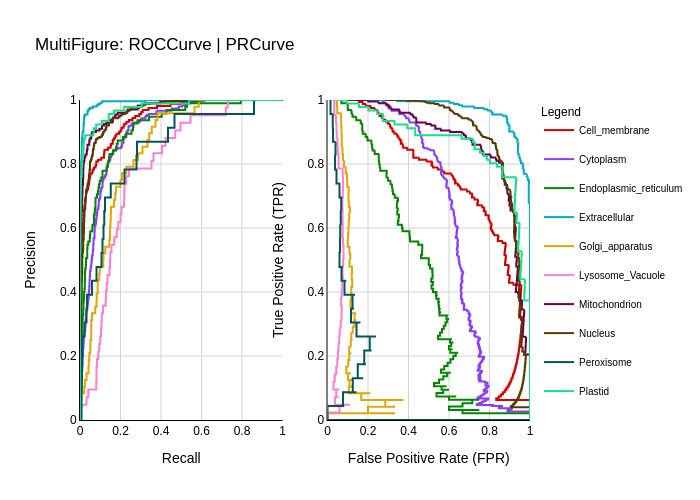 MultiFigure: ROCCurve | PRCurve
Precision
1
0.8
0.6
0.4
0.2
0
0
0.2
0.4
0.6
0.8
1
Recall
True Positive Rate (TPR)
1
0.8
0.6
0.4
0.2
0
0
0.2
0.4
0.6
0.8
1
False Positive Rate (FPR)
Legend
Cell_membrane
Cytoplasm
Endoplasmic_reticulum
Extracellular
Golgi_apparatus
Lysosome_Vacuole
Mitochondrion
Nucleus
Peroxisome
Plastid